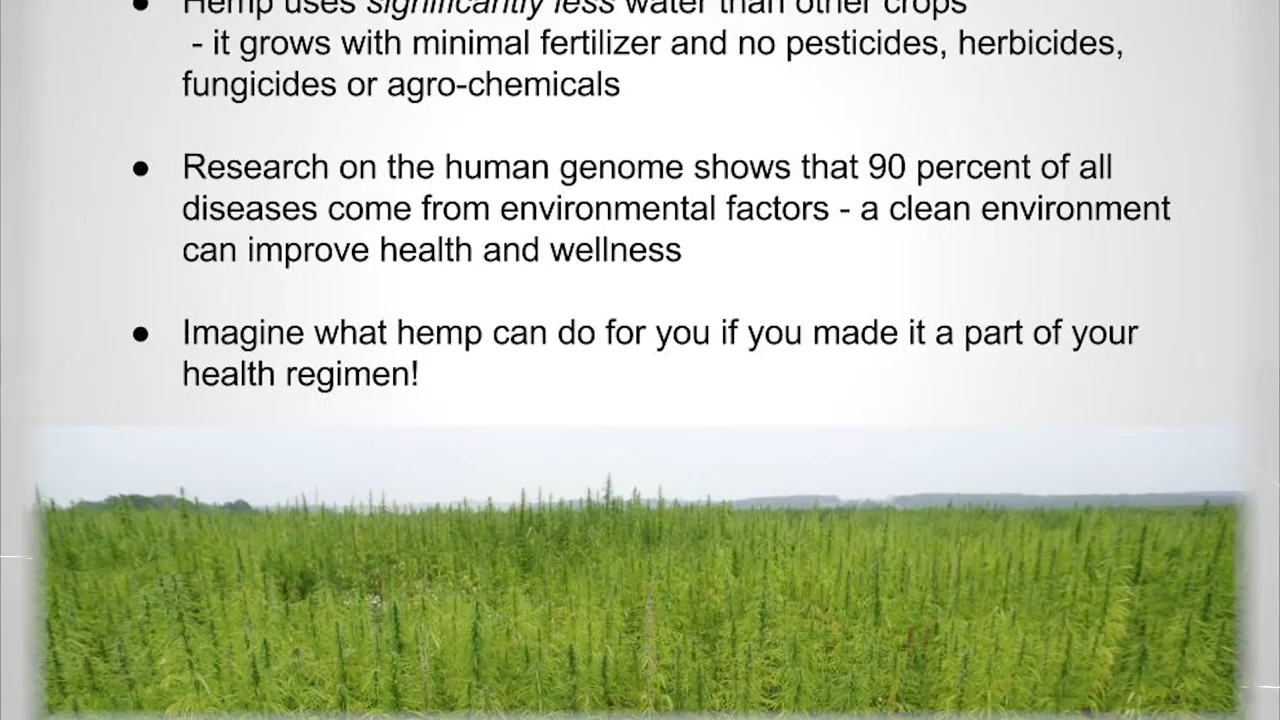 ● Hemp uses significantly less water than other crops
- it grows with minimal fertilizer and no pesticides, herbicides,
fungicides or agro-chemicals
● Research on the human genome shows that 90 percent of all
diseases come from environmental factors - a clean environment
can improve health and wellness
● Imagine what hemp can do for you if you made it a part of your
health regimen!